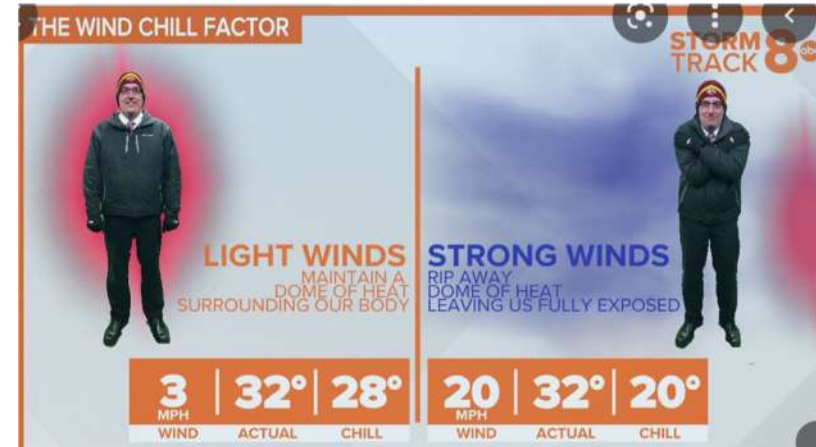 THE WIND CHILL FACTOR
STORM
TRACK 8 abc
LIGHT WINDS
MAINTAIN A
DOME OF HEAT
SURROUNDING OUR BODY
STRONG WINDS
RIP AWAY
DOME OF HEAT
LEAVING US FULLY EXPOSED
3 MPH WIND
32° ACTUAL
28° CHILL
20 MPH WIND
32° ACTUAL
20° CHILL